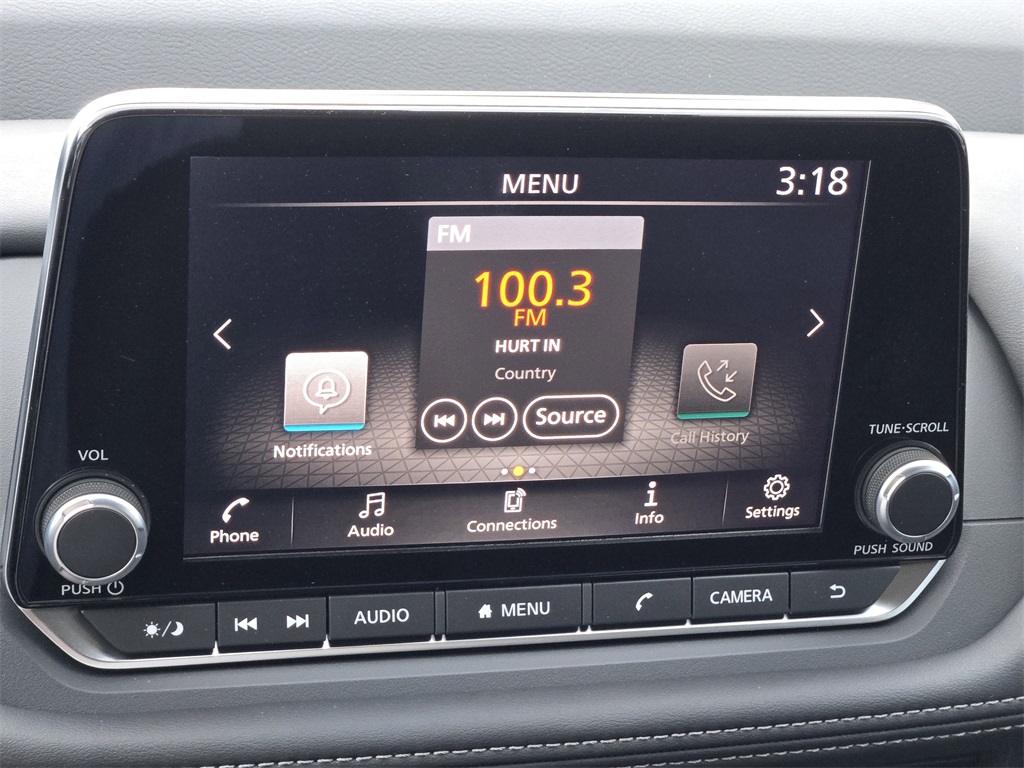 MENU
3:18
FM
100.3
FM
HURT IN
Country
Source
Notifications
Call History
Phone
Audio
Connections
Info
Settings
VOL
PUSH
TUNE·SCROLL
PUSH SOUND
AUDIO
MENU
CAMERA